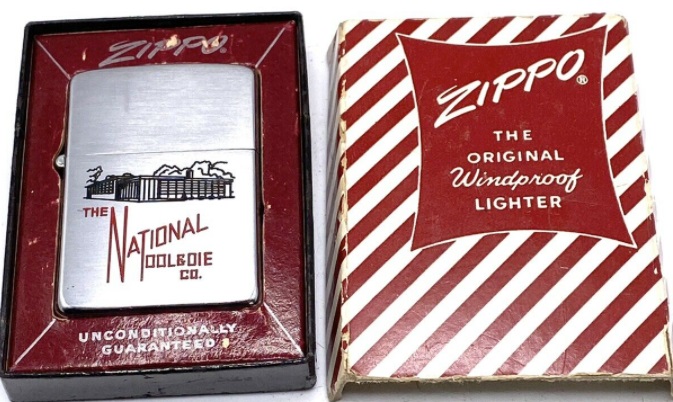 ZIPPO
THE
NATIONAL
TOOL&DIE
CO.
UNCONDITIONALLY
GUARANTEED
ZIPPO®
THE
ORIGINAL
Windproof
LIGHTER